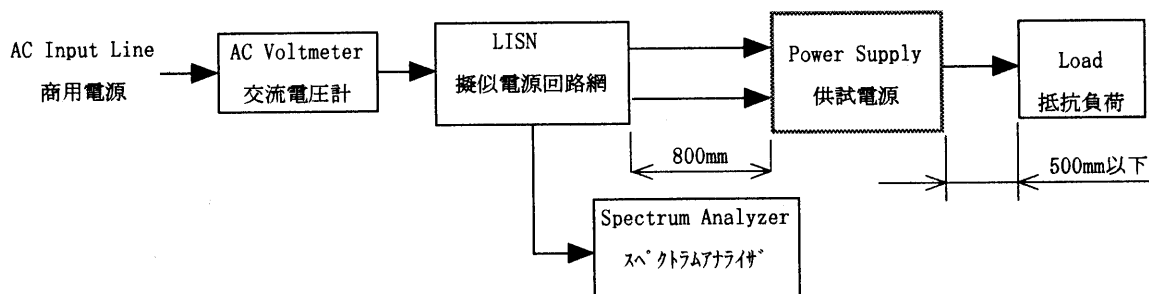 AC Input Line
商用電源
AC Voltmeter
交流電圧計
LISN
擬似電源回路網
Power Supply
供試電源
Load
抵抗負荷
800mm
500mm以下
Spectrum Analyzer
ｽﾍﾟｸﾄﾗﾑｱﾅﾗｲｻﾞ